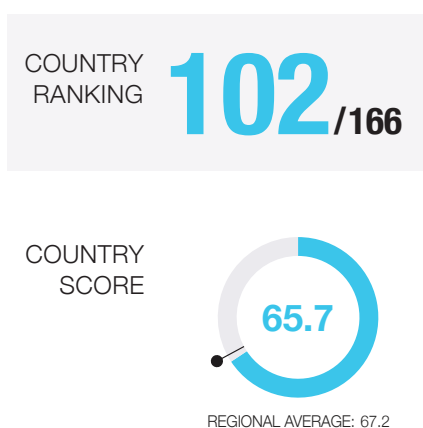 COUNTRY
RANKING
102/166
COUNTRY
SCORE
65.7
REGIONAL AVERAGE: 67.2